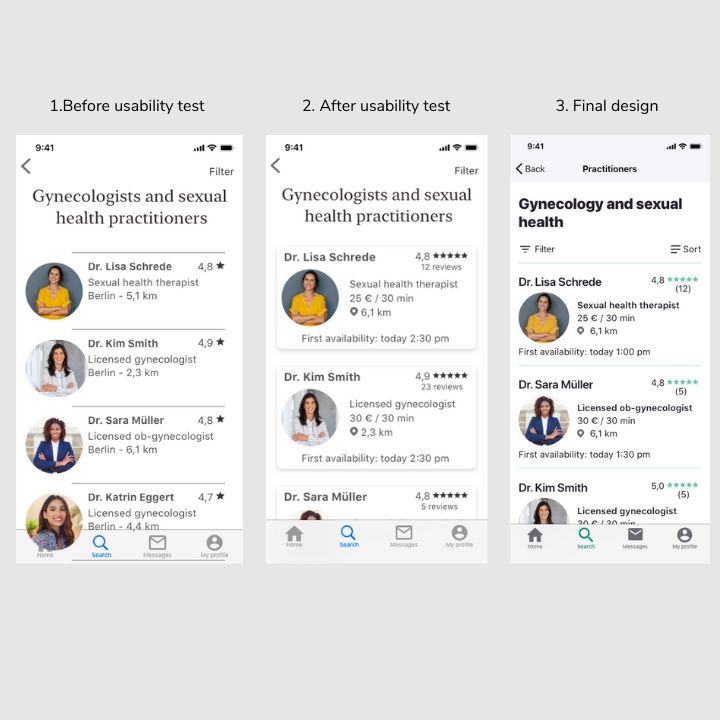 1.Before usability test
9:41
Filter
Gynecologists and sexual
health practitioners
Dr. Lisa Schrede
4,8 ★
Sexual health therapist
Berlin - 5,1 km
Dr. Kim Smith
4,9 ★
Licensed gynecologist
Berlin - 2,3 km
Dr. Sara Müller
4,8 ★
Licensed ob-gynecologist
Berlin - 6,1 km
Dr. Katrin Eggert
4,7 ★
Licensed gynecologist
Berlin - 4,4 km
Home
Search
Messages
My profile
2. After usability test
9:41
Filter
Gynecologists and sexual
health practitioners
Dr. Lisa Schrede
4,8 ★★★★★
12 reviews
Sexual health therapist
25 € / 30 min
6,1 km
First availability: today 2:30 pm
Dr. Kim Smith
4,9 ★★★★★
23 reviews
Licensed gynecologist
30 € / 30 min
2,3 km
First availability: today 2:30 pm
Dr. Sara Müller
4,8 ★★★★★
5 reviews
Home
Search
Messages
My profile
3. Final design
9:41
Back
Practitioners
Gynecology and sexual
health
Filter
Sort
Dr. Lisa Schrede
4,8 ★★★★★
(12)
Sexual health therapist
25 € / 30 min
6,1 km
First availability: today 1:00 pm
Dr. Sara Müller
4,8 ★★★★★
(5)
Licensed ob-gynecologist
30 € / 30 min
6,1 km
First availability: today 1:30 pm
Dr. Kim Smith
5,0 ★★★★★
(5)
Licensed gynecologist
30 € / 30 min
Home
Search
Messages
My profile